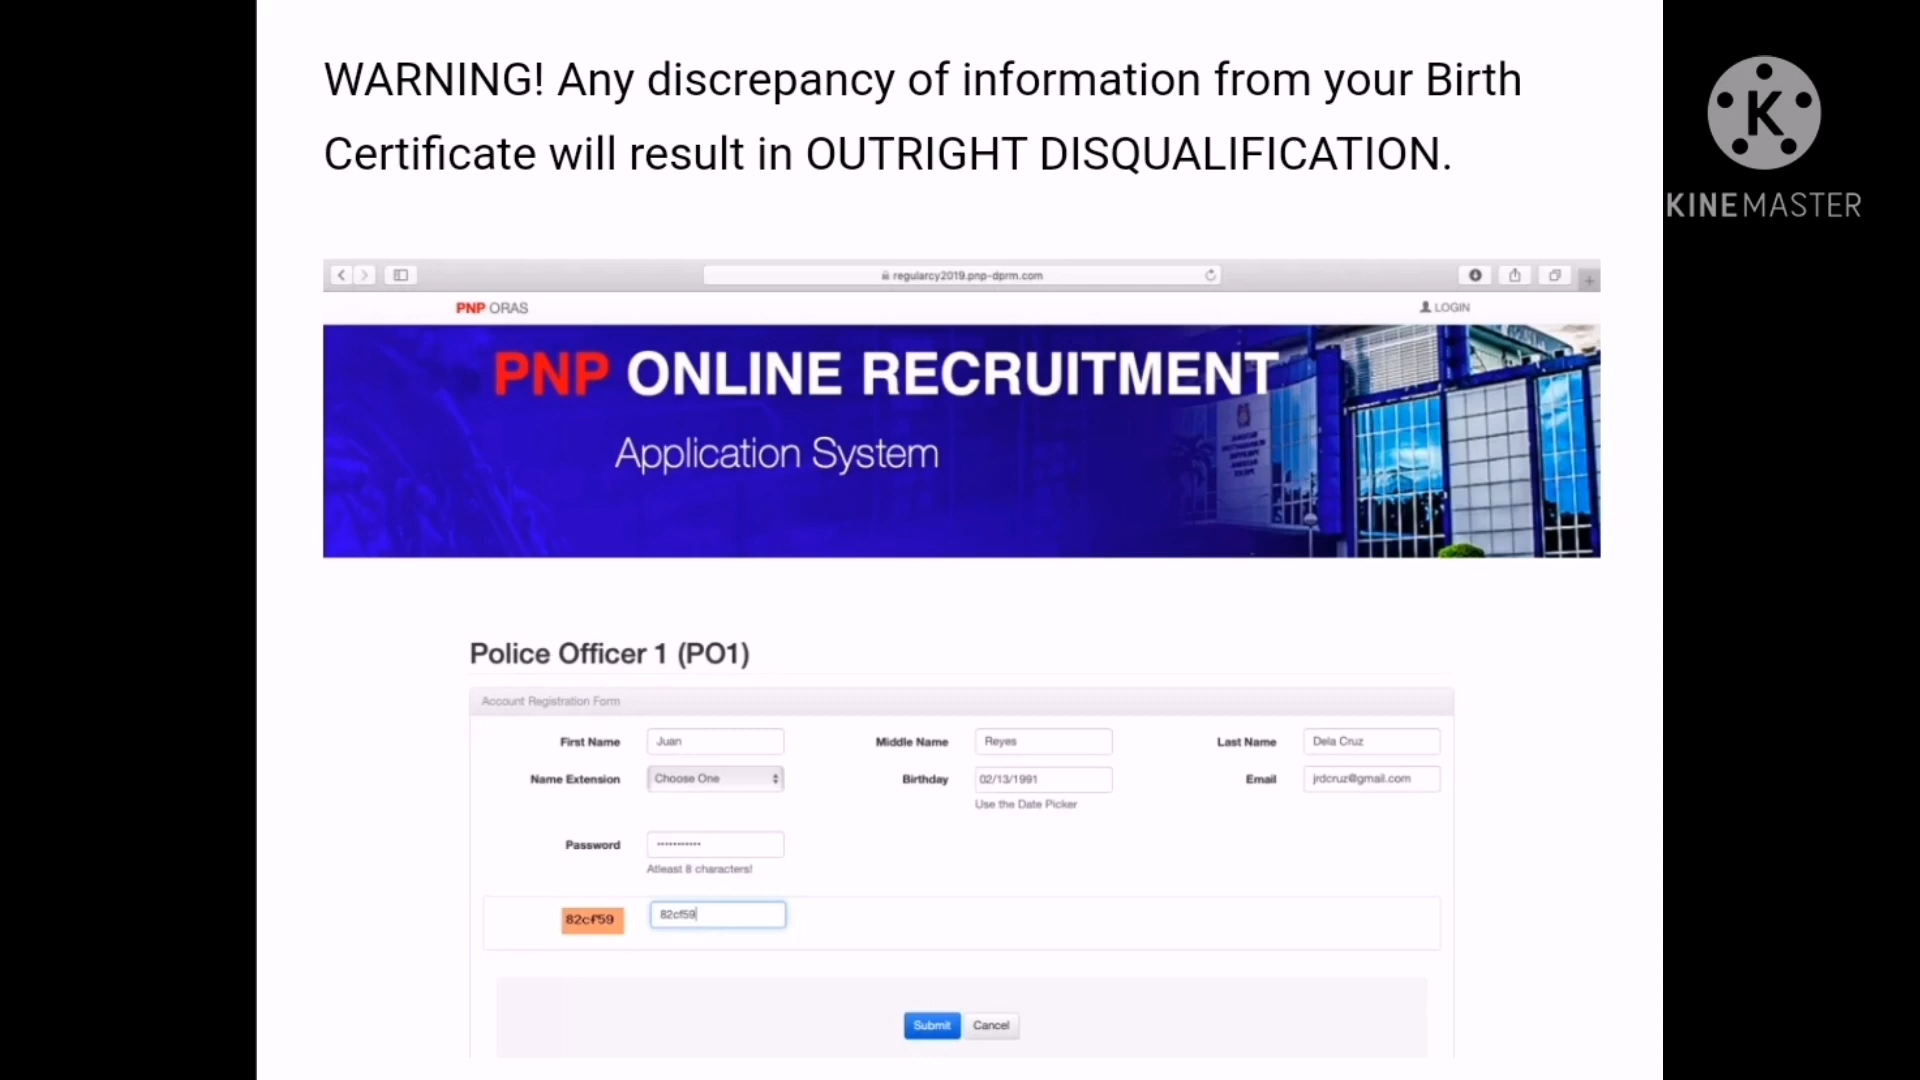 WARNING! Any discrepancy of information from your Birth
Certificate will result in OUTRIGHT DISQUALIFICATION.
K
KINEMASTER
regularcy2019.pnp-dprm.com
PNP ORAS
LOGIN
PNP ONLINE RECRUITMENT
Application System
Police Officer 1 (PO1)
Account Registration Form
First Name Juan Middle Name Reyes Last Name Dela Cruz
Name Extension Choose One Birthday 02/13/1991 Email jrdcruz@gmail.com
Use the Date Picker
Password •••••••••••
Atleast 8 characters!
82cf59 82cf59
Submit Cancel